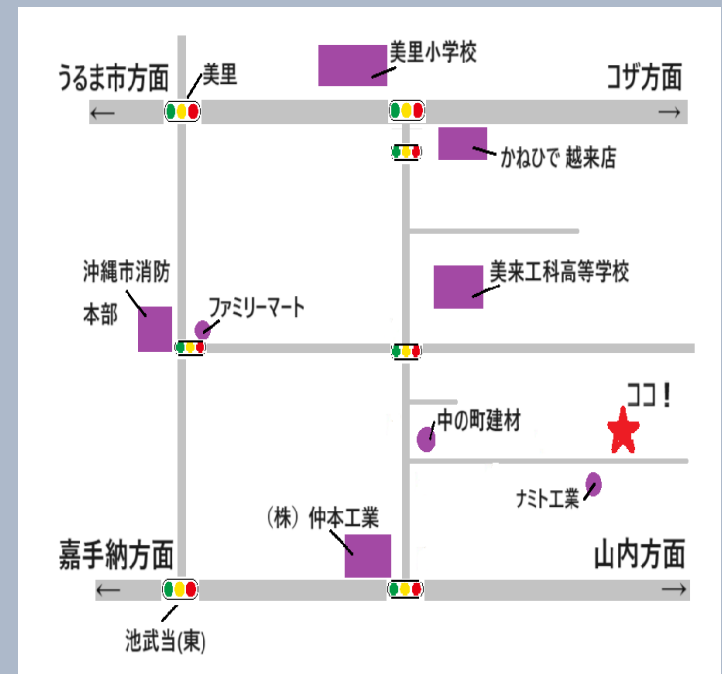 美里小学校
うるま市方面
美里
コザ方面
←
→
かねひで 越来店
沖縄市消防
本部
ファミリーマート
美来工科高等学校
ココ！
中の町建材
ナミト工業
（株）仲本工業
嘉手納方面
山内方面
←
→
池武当(東)